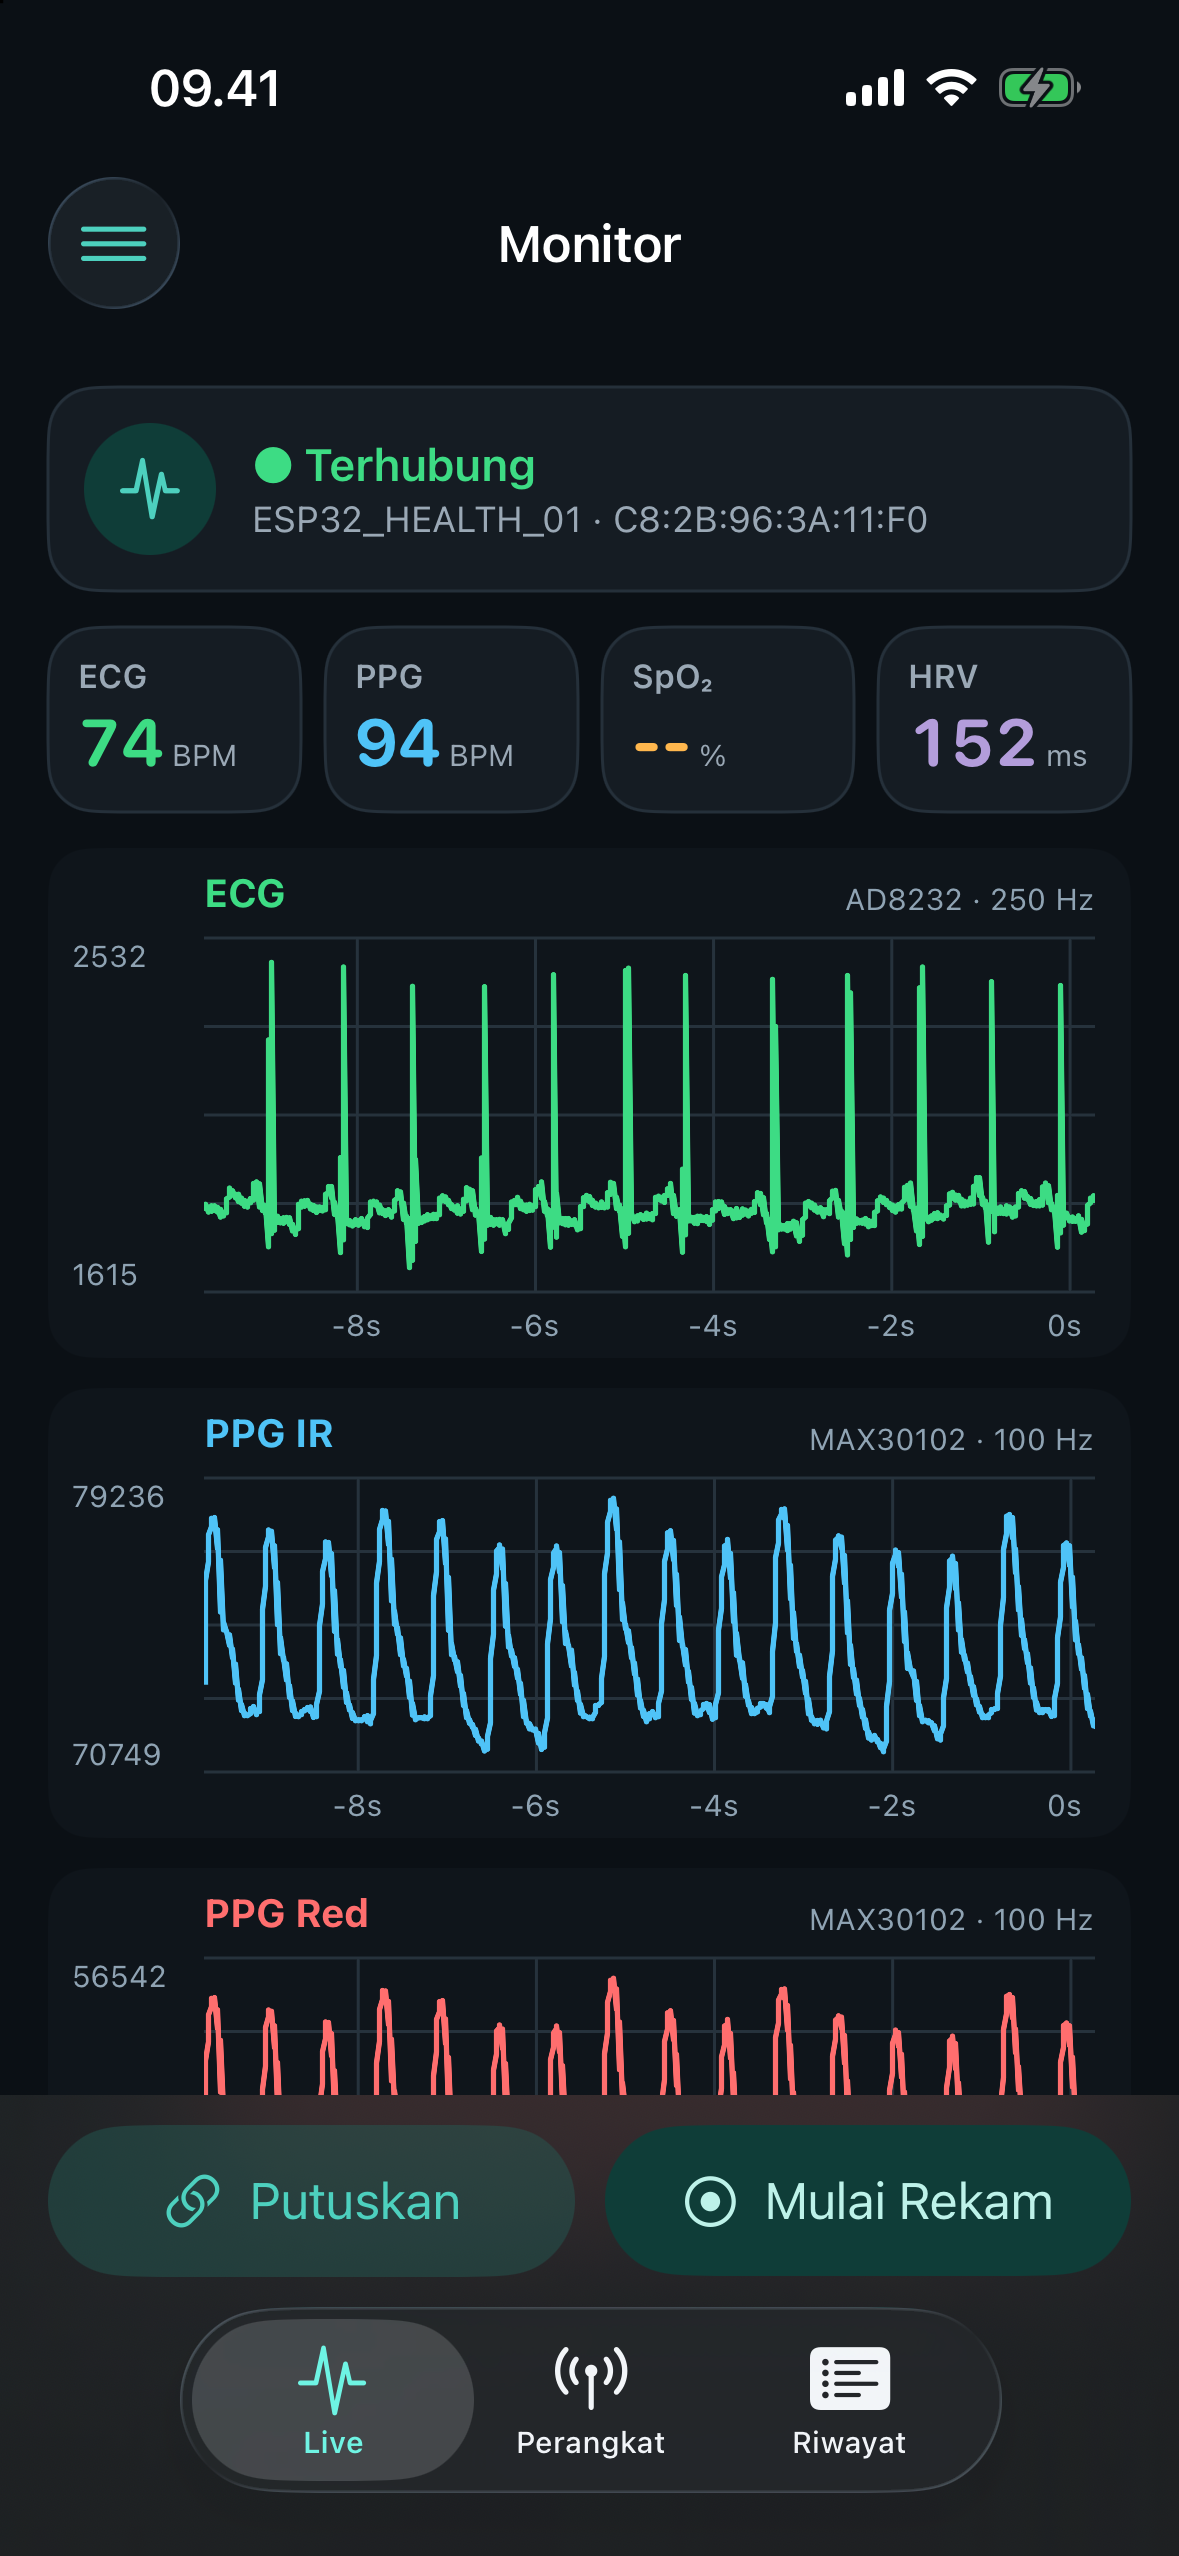 09.41
Monitor
Terhubung
ESP32_HEALTH_01 · C8:2B:96:3A:11:F0
ECG
74 BPM
PPG
94 BPM
SpO₂
-- %
HRV
152 ms
ECG
AD8232 · 250 Hz
2532
1615
-8s -6s -4s -2s 0s
PPG IR
MAX30102 · 100 Hz
79236
70749
-8s -6s -4s -2s 0s
PPG Red
MAX30102 · 100 Hz
56542
Putuskan
Mulai Rekam
Live
Perangkat
Riwayat